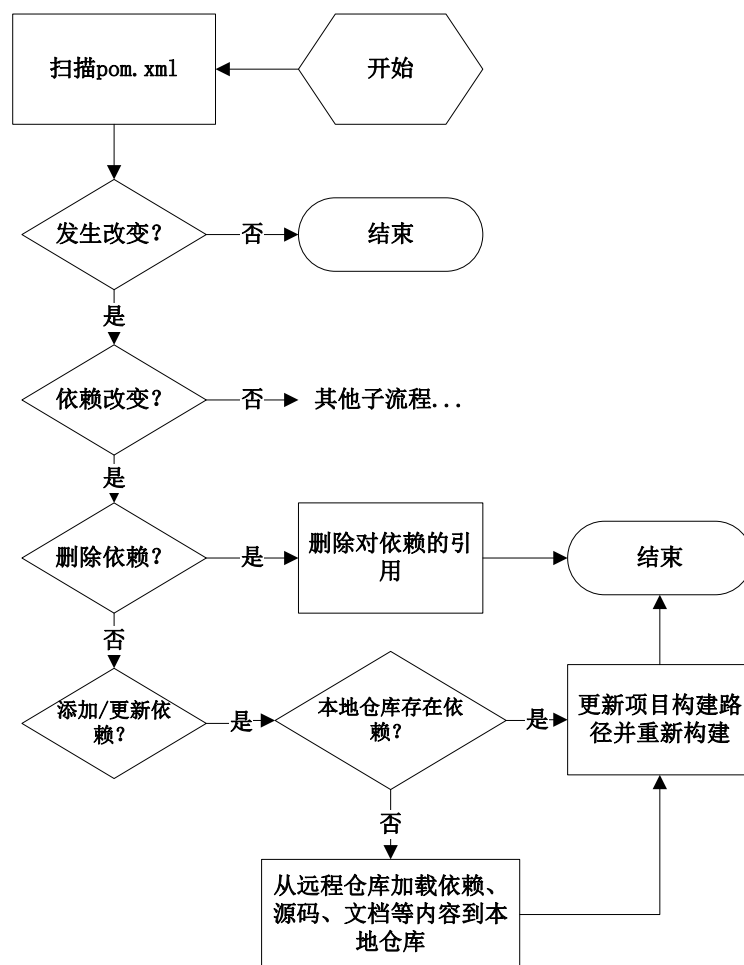 扫描pom.xml
开始
发生改变？
否
结束
是
依赖改变？
否
其他子流程...
是
删除依赖？
是
删除对依赖的引
用
结束
否
添加/更新依
赖？
是
本地仓库存在依
赖？
是
更新项目构建路
径并重新构建
否
从远程仓库加载依赖、
源码、文档等内容到本
地仓库